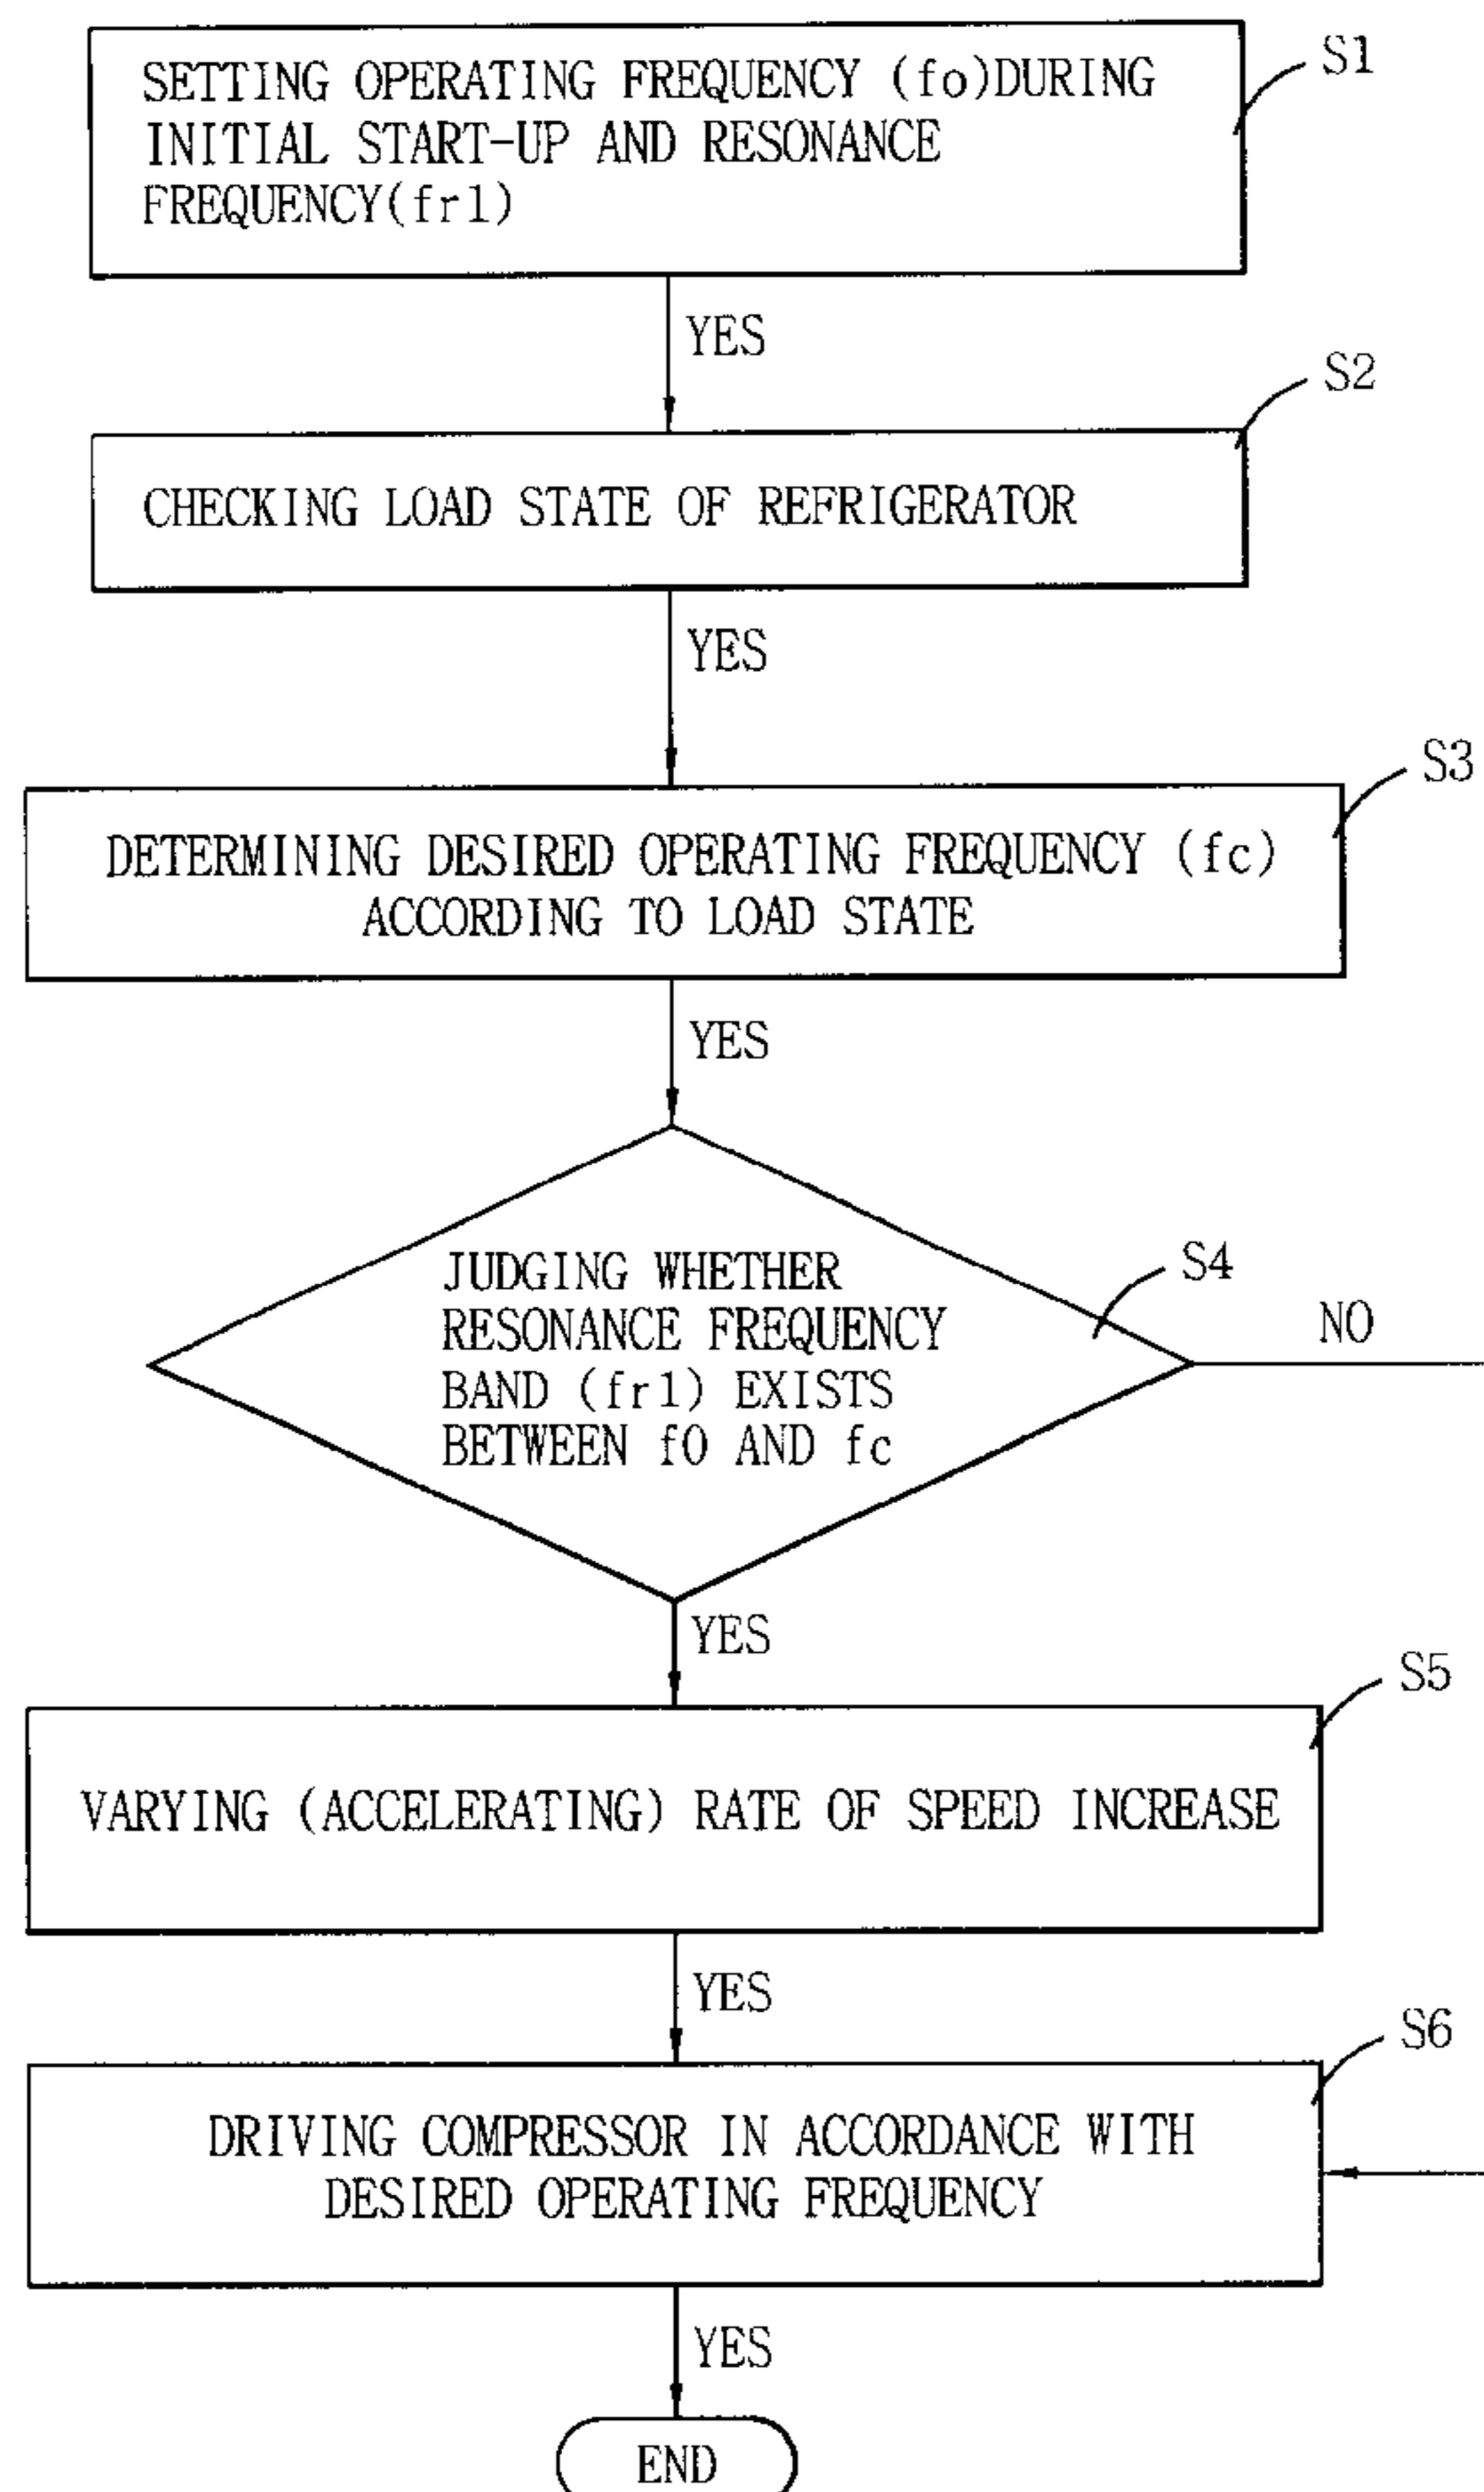 SETTING OPERATING FREQUENCY (fo)DURING
INITIAL START-UP AND RESONANCE
FREQUENCY(fr1)
S1
YES
S2
CHECKING LOAD STATE OF REFRIGERATOR
YES
S3
DETERMINING DESIRED OPERATING FREQUENCY (fc)
ACCORDING TO LOAD STATE
YES
JUDGING WHETHER
RESONANCE FREQUENCY
BAND (fr1) EXISTS
BETWEEN f0 AND fc
S4
NO
YES
S5
VARYING (ACCELERATING) RATE OF SPEED INCREASE
YES
S6
DRIVING COMPRESSOR IN ACCORDANCE WITH
DESIRED OPERATING FREQUENCY
YES
END